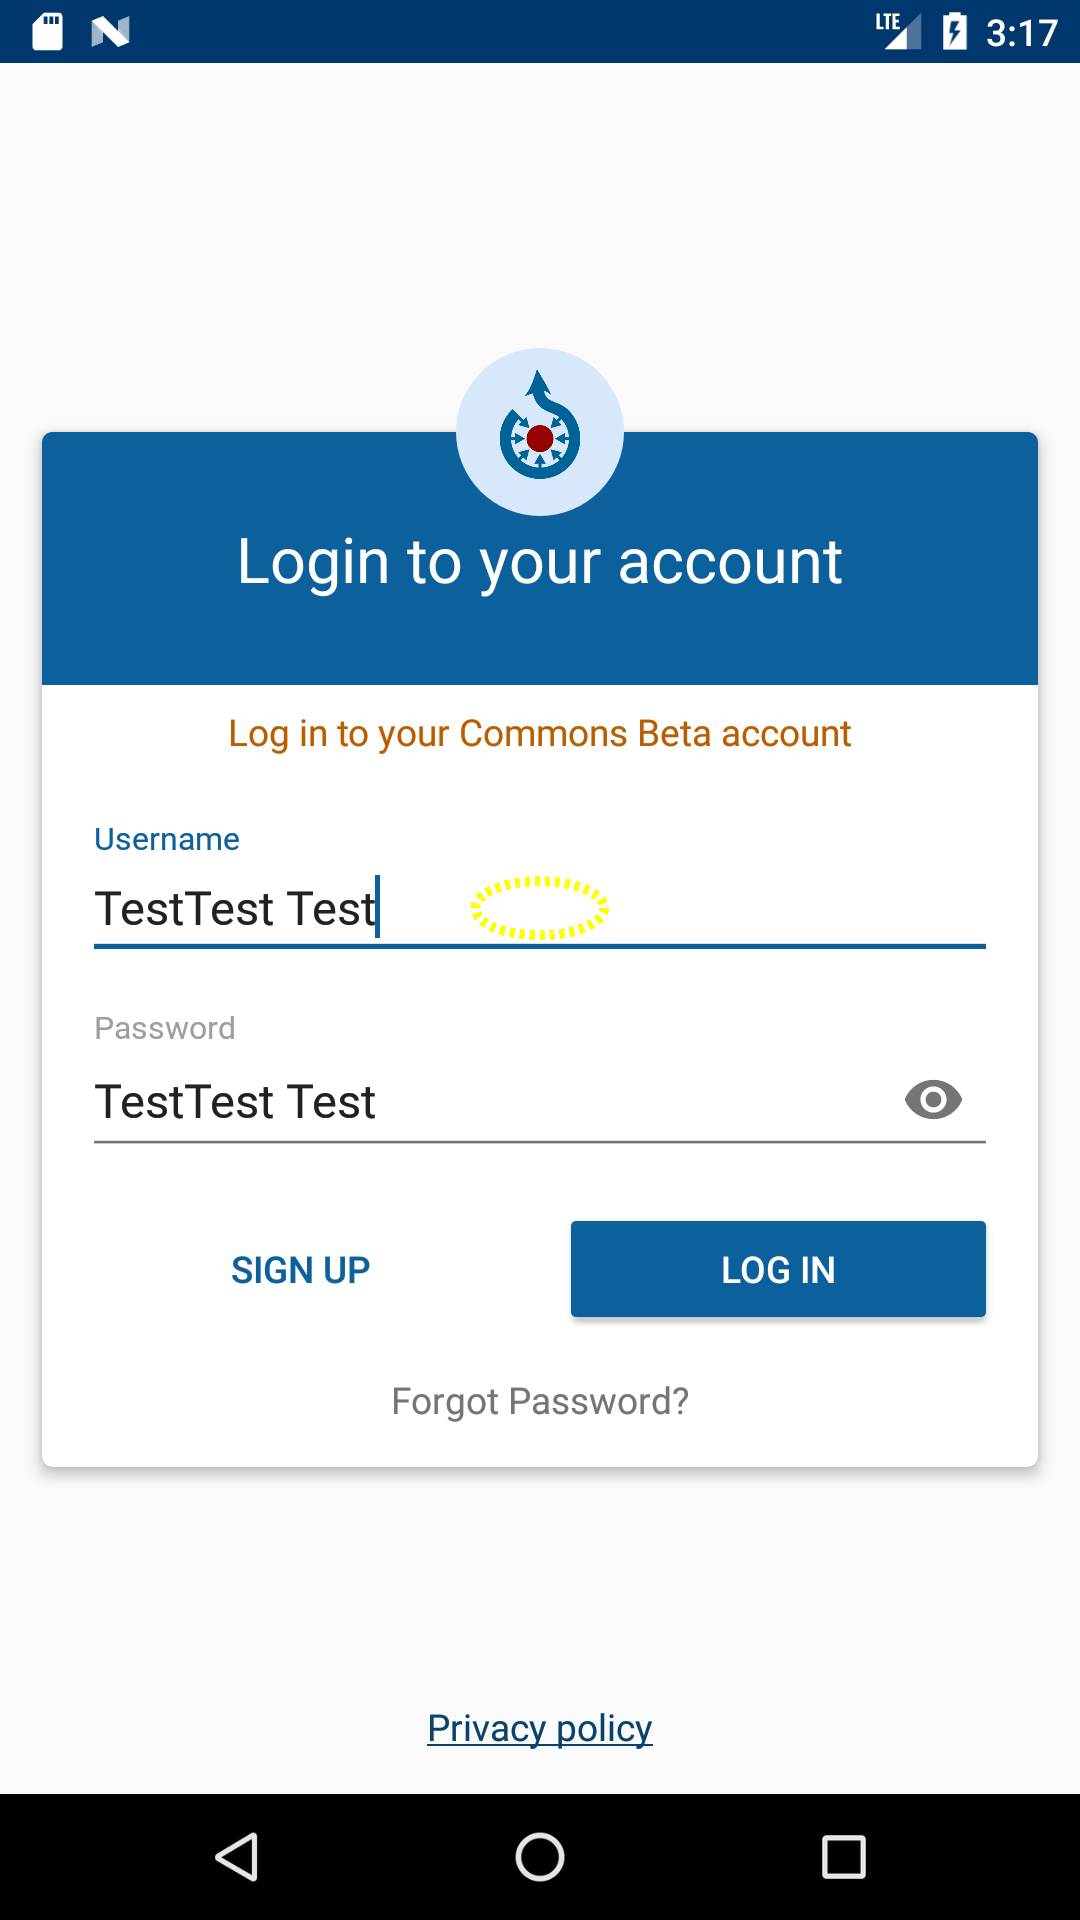 LTE 3:17
Login to your account
Log in to your Commons Beta account
Username
TestTest Test
Password
TestTest Test
SIGN UP LOG IN
Forgot Password?
Privacy policy